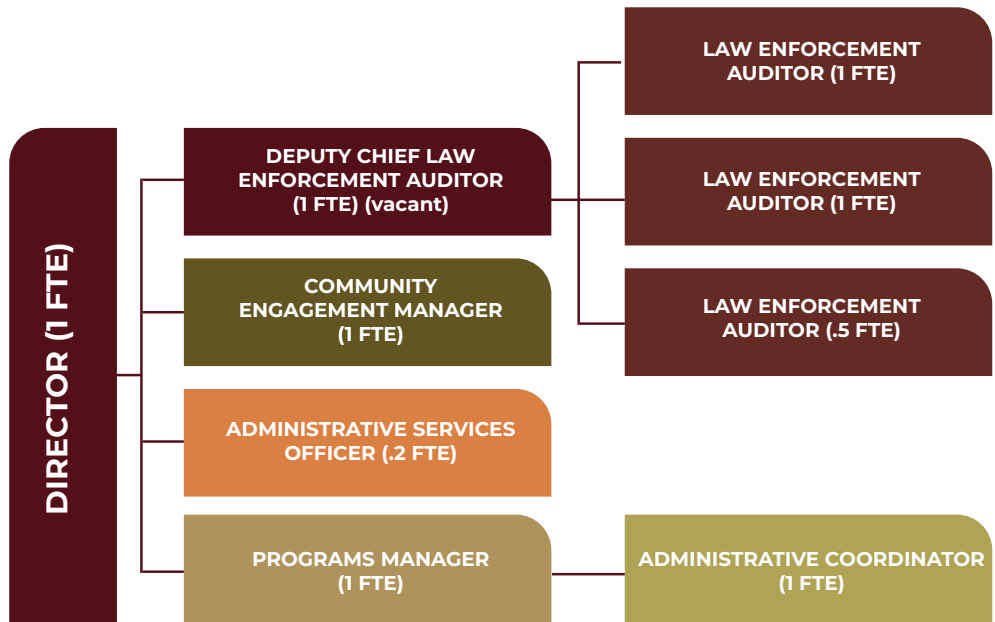 DIRECTOR (1 FTE)
DEPUTY CHIEF LAW
ENFORCEMENT AUDITOR
(1 FTE) (vacant)
COMMUNITY
ENGAGEMENT MANAGER
(1 FTE)
ADMINISTRATIVE SERVICES
OFFICER (.2 FTE)
PROGRAMS MANAGER
(1 FTE)
LAW ENFORCEMENT
AUDITOR (1 FTE)
LAW ENFORCEMENT
AUDITOR (1 FTE)
LAW ENFORCEMENT
AUDITOR (.5 FTE)
ADMINISTRATIVE COORDINATOR
(1 FTE)